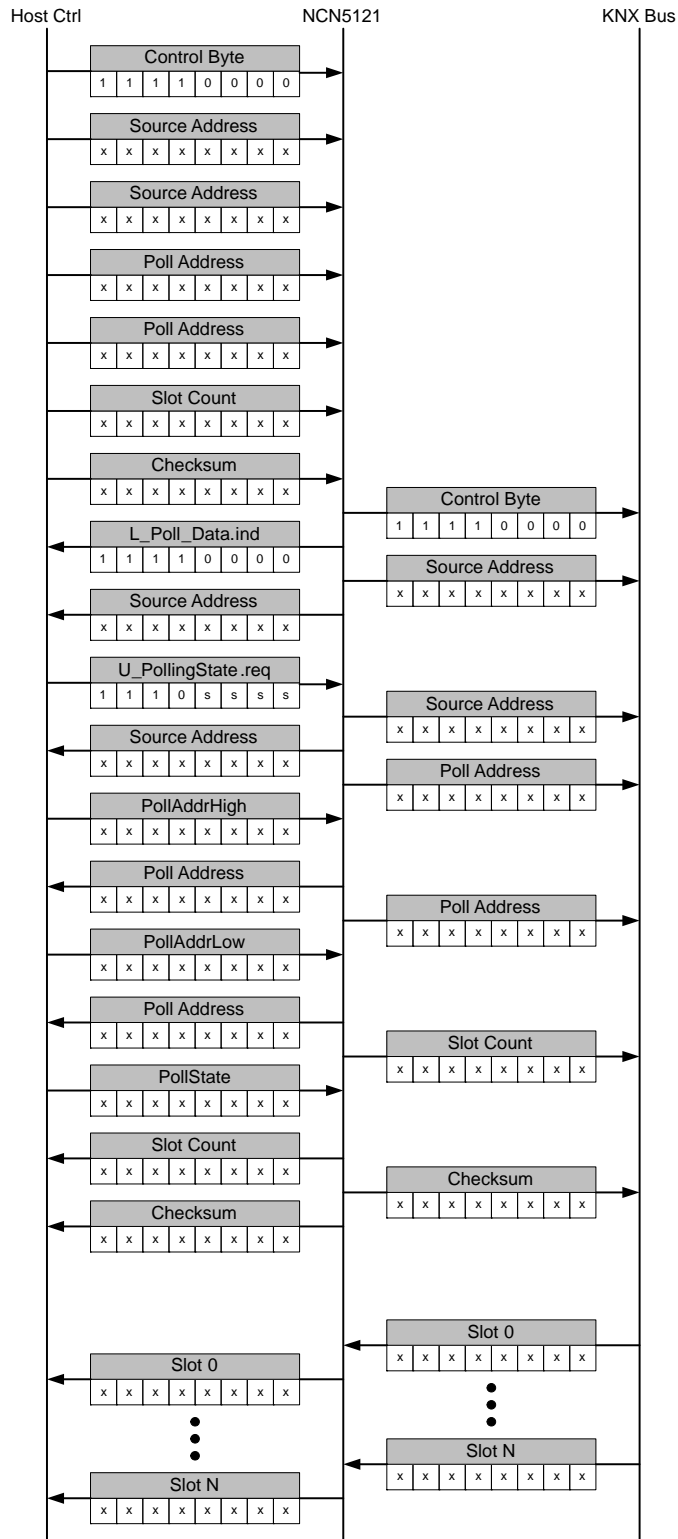 Host Ctrl NCN5121 KNX Bus
Control Byte
1 1 1 1 0 0 0 0
Source Address
x x x x x x x x
Source Address
x x x x x x x x
Poll Address
x x x x x x x x
Poll Address
x x x x x x x x
Slot Count
x x x x x x x x
Checksum
x x x x x x x x
Control Byte
1 1 1 1 0 0 0 0
L_Poll_Data.ind
1 1 1 1 0 0 0 0
Source Address
x x x x x x x x
Source Address
x x x x x x x x
U_PollingState.req
1 1 1 0 s s s s
Source Address
x x x x x x x x
Source Address
x x x x x x x x
Poll Address
x x x x x x x x
PollAddrHigh
x x x x x x x x
Poll Address
x x x x x x x x
Poll Address
x x x x x x x x
PollAddrLow
x x x x x x x x
Poll Address
x x x x x x x x
Slot Count
x x x x x x x x
PollState
x x x x x x x x
Slot Count
x x x x x x x x
Checksum
x x x x x x x x
Checksum
x x x x x x x x
Slot 0
x x x x x x x x
Slot 0
x x x x x x x x
Slot N
x x x x x x x x
Slot N
x x x x x x x x